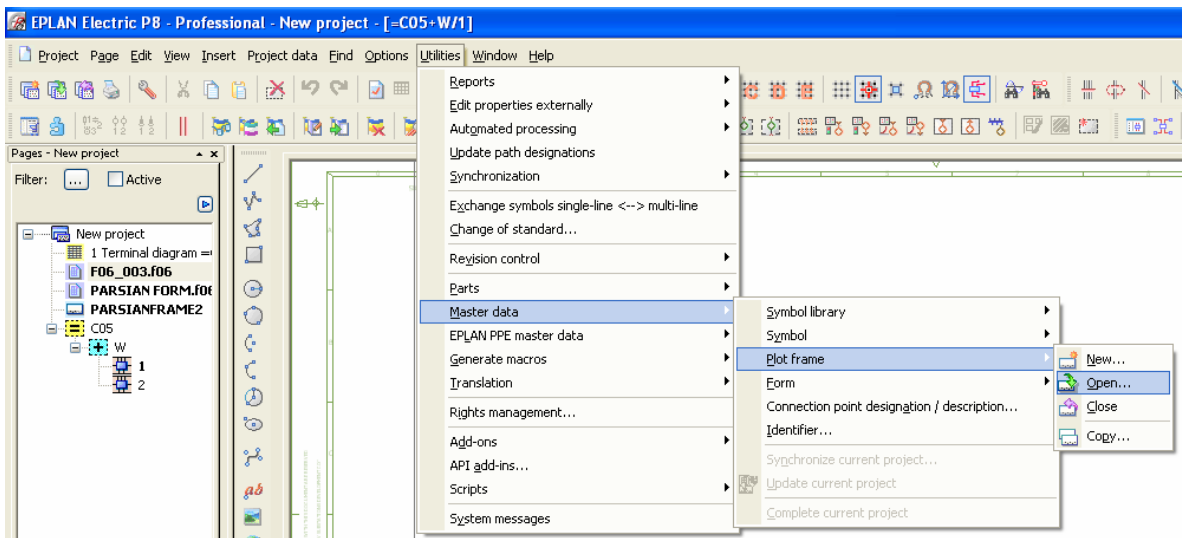 EPLAN Electric P8 - Professional - New project - [=C05+W/1]
Project Page Edit View Insert Project data Find Options Utilities Window Help
Pages - New project
Filter: ... Active
New project
1 Terminal diagram
F06_003.f06
PARSIAN FORM.f06
PARSIANFRAME2
C05
W
1
2
ab
Reports
Edit properties externally
Automated processing
Update path designations
Synchronization
Exchange symbols single-line <--> multi-line
Change of standard...
Revision control
Parts
Master data
EPLAN PPE master data
Generate macros
Translation
Rights management...
Add-ons
API add-ins...
Scripts
System messages
Symbol library
Symbol
Plot frame
Form
Connection point designation / description...
Identifier...
Synchronize current project...
Update current project
Complete current project
New...
Open...
Close
Copy...